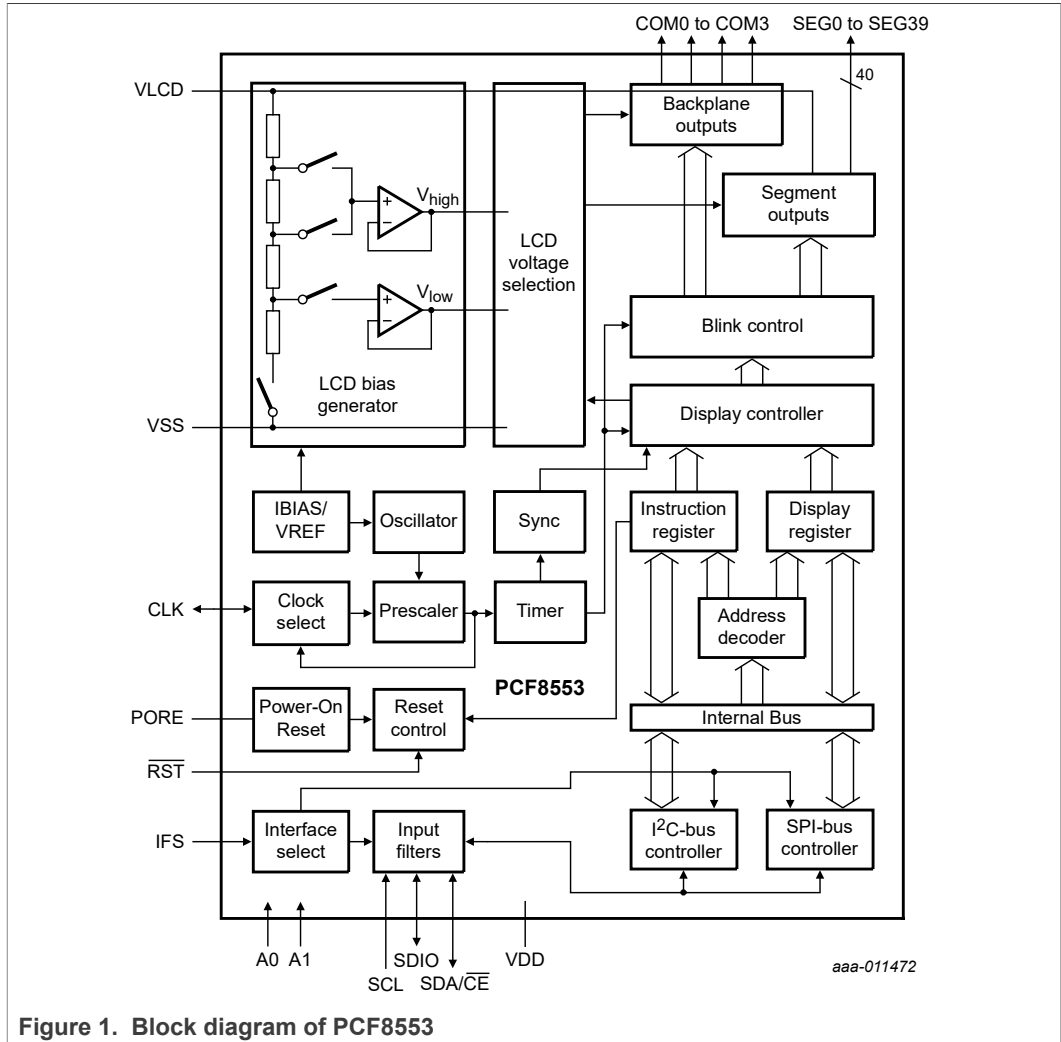 COM0 to COM3
SEG0 to SEG39
40
VLCD
Backplane
outputs
Segment
outputs
Vhigh
LCD
voltage
selection
Vlow
Blink control
LCD bias
generator
Display controller
VSS
IBIAS/
VREF
Oscillator
Sync
Instruction
register
Display
register
CLK
Clock
select
Prescaler
Timer
Address
decoder
PCF8553
PORE
Power-On
Reset
Reset
control
Internal Bus
RST
IFS
Interface
select
Input
filters
I2C-bus
controller
SPI-bus
controller
A0 A1
SCL
SDIO
SDA/CE
VDD
aaa-011472
Figure 1. Block diagram of PCF8553